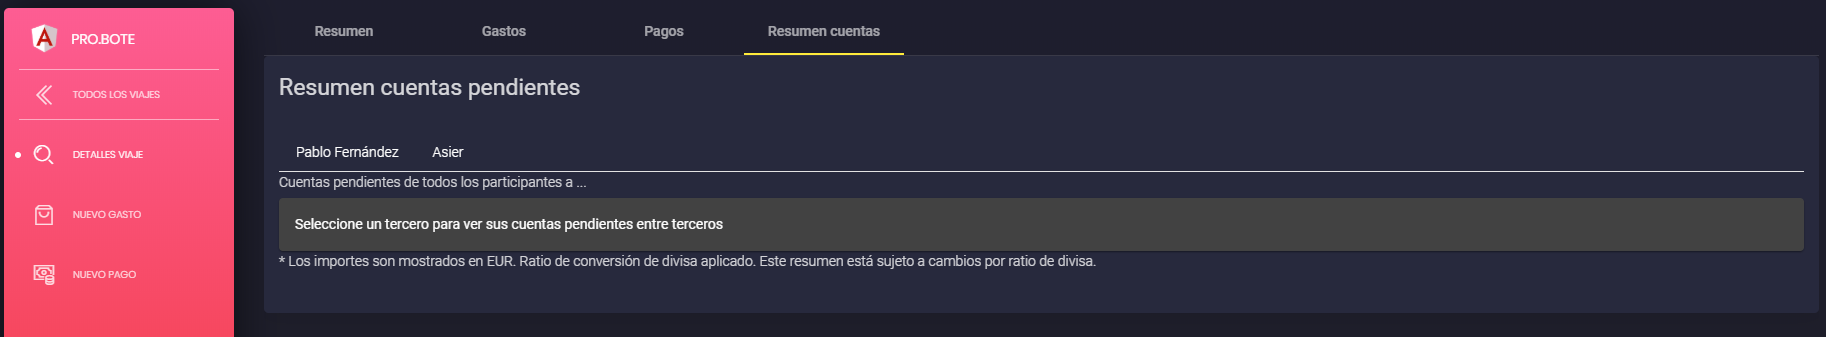 PRO.BOTE
TODOS LOS VIAJES
DETALLES VIAJE
NUEVO GASTO
NUEVO PAGO
Resumen Gastos Pagos Resumen cuentas
Resumen cuentas pendientes
Pablo Fernández Asier
Cuentas pendientes de todos los participantes a ...
Seleccione un tercero para ver sus cuentas pendientes entre terceros
* Los importes son mostrados en EUR. Ratio de conversión de divisa aplicado. Este resumen está sujeto a cambios por ratio de divisa.